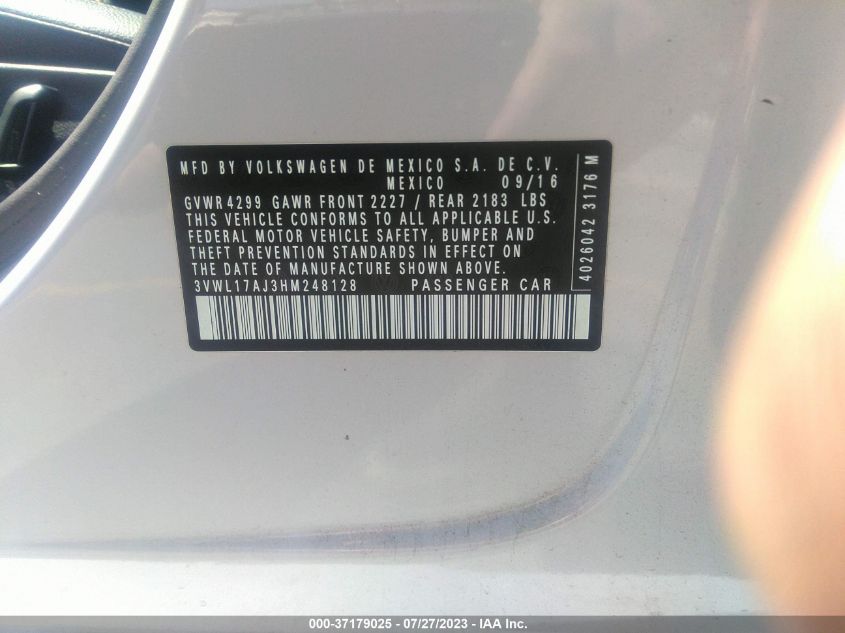 MFD BY VOLKSWAGEN DE MEXICO S.A. DE C.V.
MEXICO 09/16
GVWR 4299 GAWR FRONT 2227 / REAR 2183 LBS
THIS VEHICLE CONFORMS TO ALL APPLICABLE U.S.
FEDERAL MOTOR VEHICLE SAFETY, BUMPER AND
THEFT PREVENTION STANDARDS IN EFFECT ON
THE DATE OF MANUFACTURE SHOWN ABOVE.
3VWL17AJ3HM248128 PASSENGER CAR
4026042 3176 M
000-37179025 - 07/27/2023 - IAA Inc.